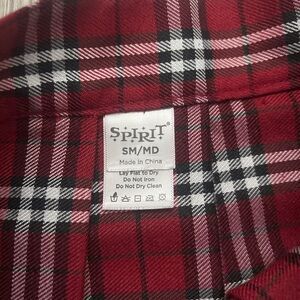 SPIRIT
SM/MD
Made in China
Lay Flat to Dry
Do Not Iron
Do Not Dry Clean